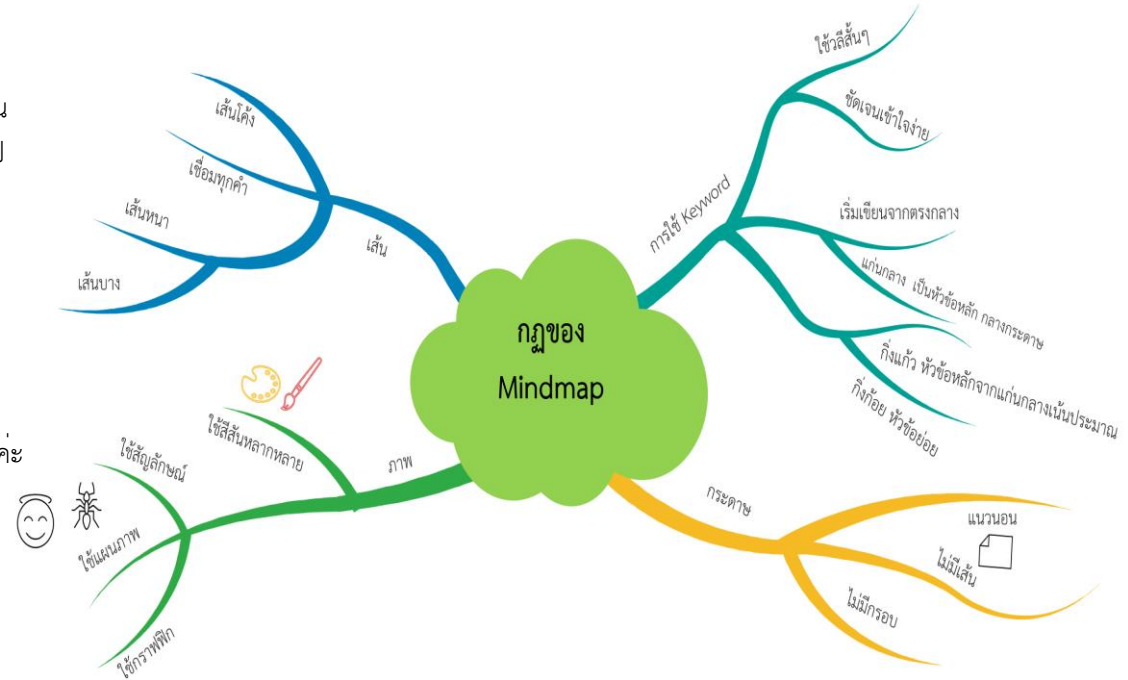 กฏของ
Mindmap
การใช้ Keyword
ใช้วลีสั้นๆ
ชัดเจนเข้าใจง่าย
เริ่มเขียนจากตรงกลาง
แก่นกลาง เป็นหัวข้อหลัก กลางกระดาษ
กิ่งแก้ว หัวข้อหลักจากแก่นกลางเน้นประมาณ
กิ่งก้อย หัวข้อย่อย
กระดาษ
แนวนอน
ไม่มีเส้น
ไม่มีกรอบ
ภาพ
ใช้สีสันหลากหลาย
ใช้สัญลักษณ์
ใช้แผนภาพ
ใช้กราฟฟิก
เส้น
เส้นโค้ง
เชื่อมทุกคำ
เส้นหนา
เส้นบาง
ค่ะ